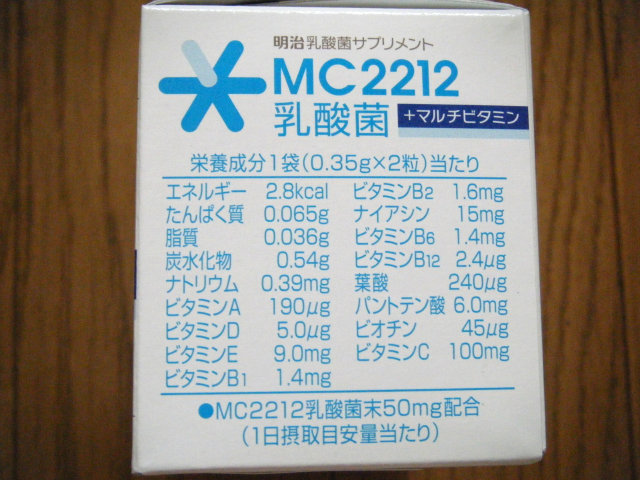 明治乳酸菌サプリメント
MC2212
乳酸菌
+マルチビタミン
栄養成分1袋(0.35g×2粒)当たり
エネルギー 2.8kcal
たんぱく質 0.065g
脂質 0.036g
炭水化物 0.54g
ナトリウム 0.39mg
ビタミンA 190μg
ビタミンD 5.0μg
ビタミンE 9.0mg
ビタミンB1 1.4mg
ビタミンB2 1.6mg
ナイアシン 15mg
ビタミンB6 1.4mg
ビタミンB12 2.4μg
葉酸 240μg
パントテン酸 6.0mg
ビオチン 45μg
ビタミンC 100mg
●MC2212乳酸菌末50mg配合
(1日摂取目安量当たり)